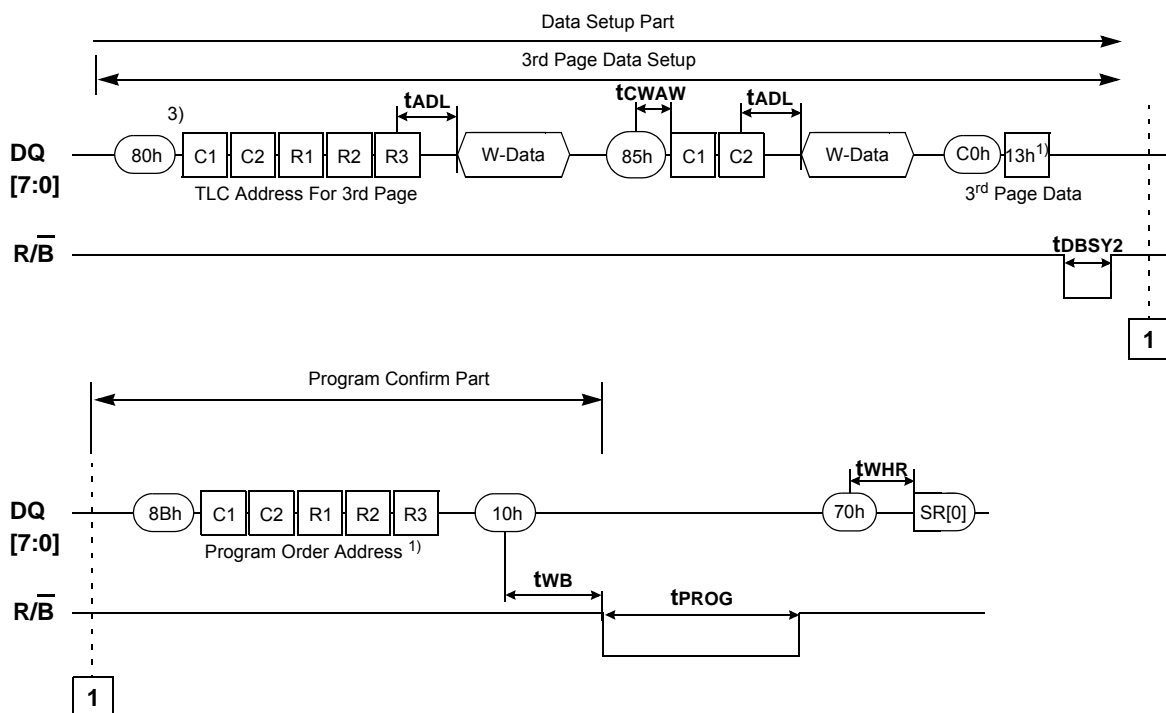 Data Setup Part
3rd Page Data Setup
tADL tCWAW tADL
3)
DQ 80h C1 C2 R1 R2 R3 W-Data 85h C1 C2 W-Data C0h 13h1)
[7:0] TLC Address For 3rd Page 3rd Page Data
R/B tDBSY2
1
Program Confirm Part
tWHR
DQ 8Bh C1 C2 R1 R2 R3 10h 70h SR[0]
[7:0] Program Order Address 1)
tWB tPROG
R/B
1